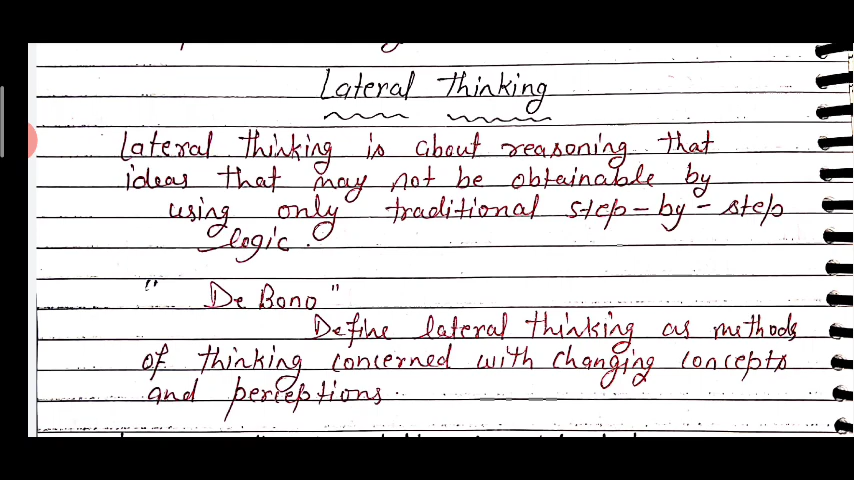 Lateral thinking
Lateral thinking is about reasoning that
ideas that may not be obtainable by
using only traditional step-by-step
logic.
" De Bono "
Define lateral thinking as methods
of thinking concerned with changing concepts
and perceptions.